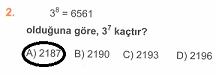 2. 3⁸ = 6561
olduğuna göre, 3⁷ kaçtır?
A) 2187 B) 2190 C) 2193 D) 2196